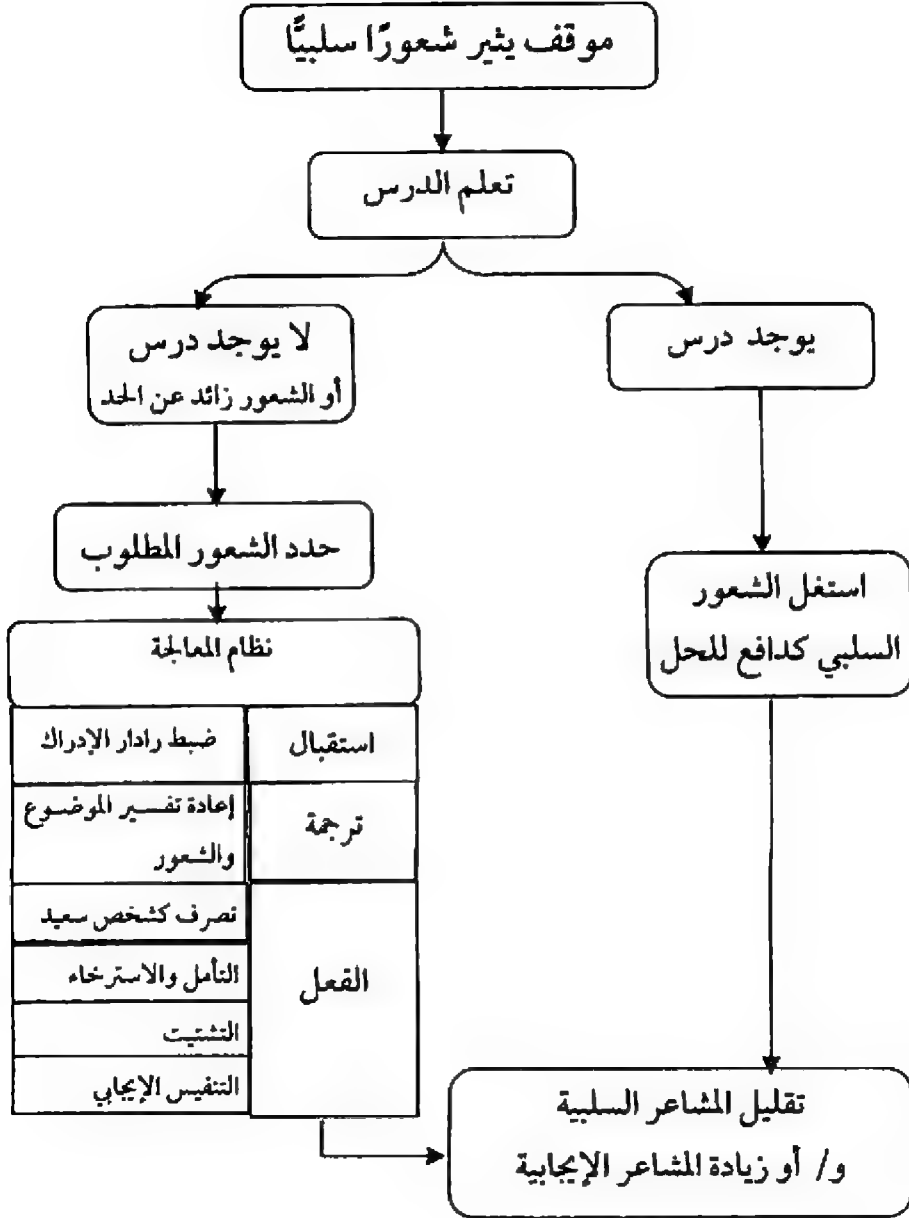 موقف يثير شعورًا سلبيًّا
تعلم الدرس
يوجد درس
لا يوجد درس
أو الشعور زائد عن الحد
حدد الشعور المطلوب
استغل الشعور
السلبي كدافع للحل
نظام المعالجة
استقبال
ضبط رادار الإدراك
ترجمة
إعادة تفسير الموضوع
والشعور
الفعل
تصرف كشخص سعيد
التأمل والاسترخاء
التشتيت
التنفيس الإيجابي
تقليل المشاعر السلبية
و/ أو زيادة المشاعر الإيجابية